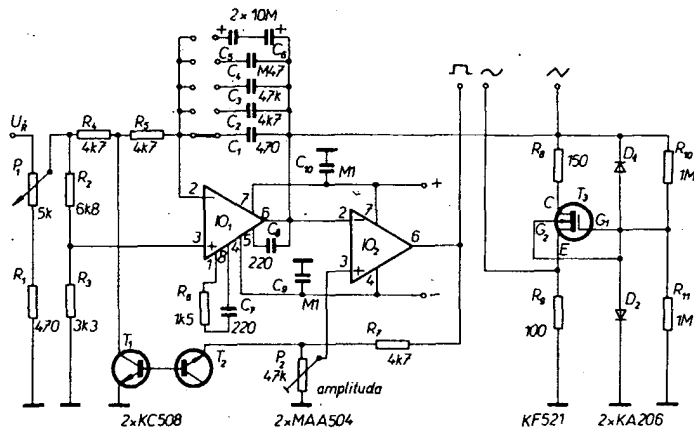 2 × 10M
+ +
C5 C6
C4 M47
C3 47k
C2 4k7
C1 470
Uk
R4 4k7
R5 4k7
P1 5k
R2 6k8
R1 470
R3 3k3
2 − 7
IO1 6
3 + 1 8 4 5
C10 M1
C8 220
C9 M1
R6 1k5
C7 220
+
2 − 7
IO2 6
3 + 4
−
T1 T2
P2 47k
amplituda
R7 4k7
R8 150
D1
R10 1M
C T3
G2 G1
E
R9 100
D2
R11 1M
2×KC508 2×MAA504 KF521 2×KA206